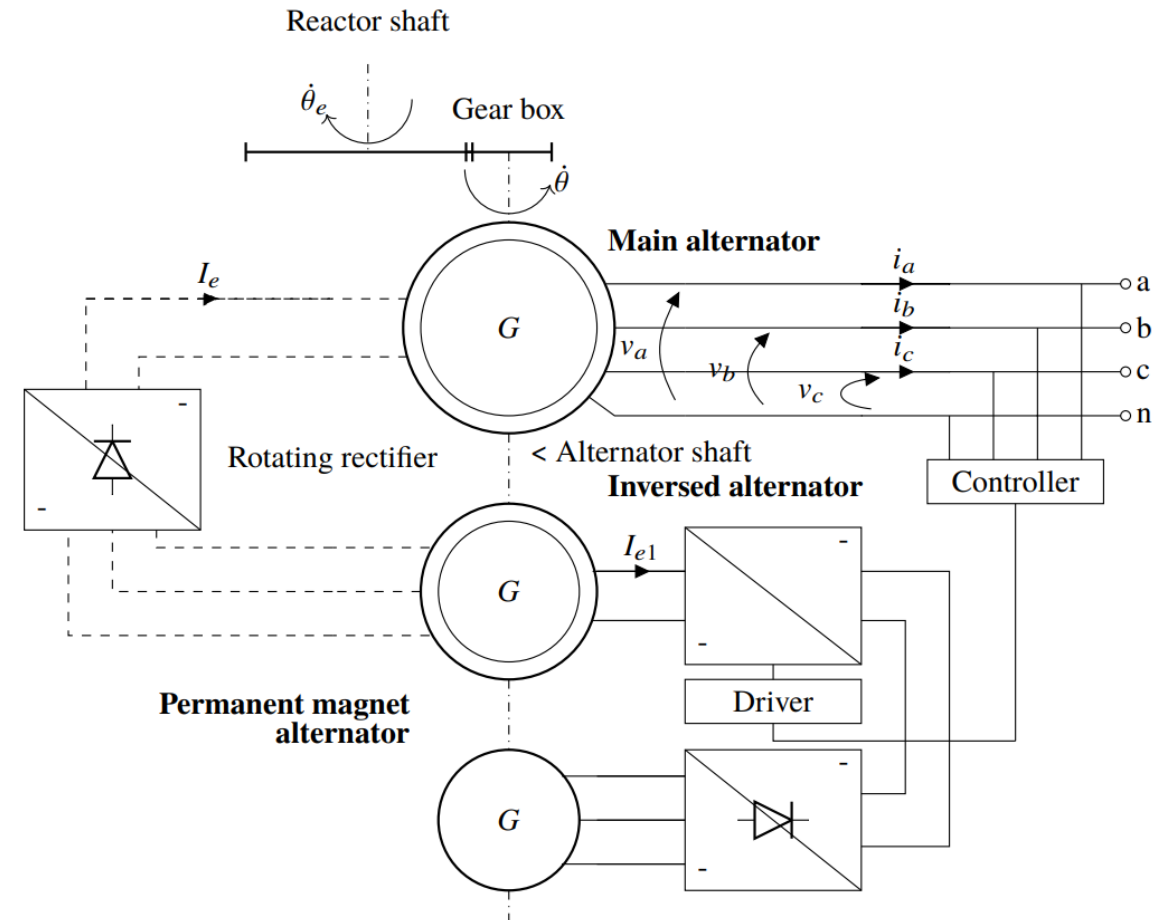 Reactor shaft
θ̇e
Gear box
θ̇
Main alternator
Ie
ia
a
G
ib
b
va
vb
ic
c
vc
n
-
Rotating rectifier
< Alternator shaft
Inversed alternator
Controller
-
Ie1
-
G
-
Permanent magnet
alternator
Driver
-
G
-